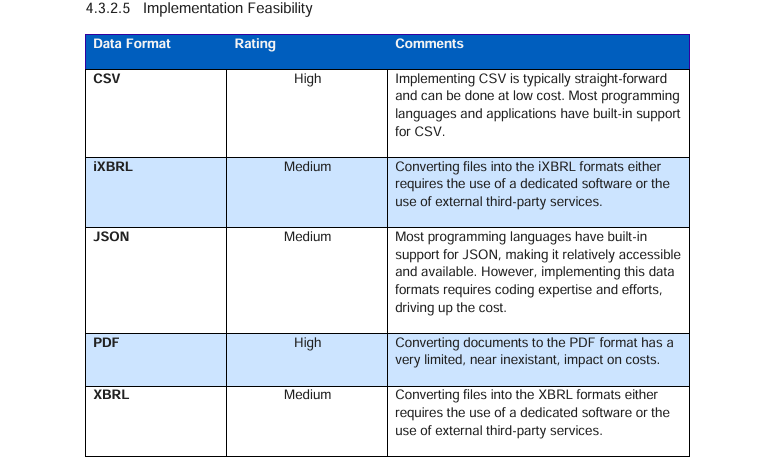 4.3.2.5 Implementation Feasibility
Data Format Rating Comments
CSV High Implementing CSV is typically straight-forward
and can be done at low cost. Most programming
languages and applications have built-in support
for CSV.
iXBRL Medium Converting files into the iXBRL formats either
requires the use of a dedicated software or the
use of external third-party services.
JSON Medium Most programming languages have built-in
support for JSON, making it relatively accessible
and available. However, implementing this data
formats requires coding expertise and efforts,
driving up the cost.
PDF High Converting documents to the PDF format has a
very limited, near inexistant, impact on costs.
XBRL Medium Converting files into the XBRL formats either
requires the use of a dedicated software or the
use of external third-party services.